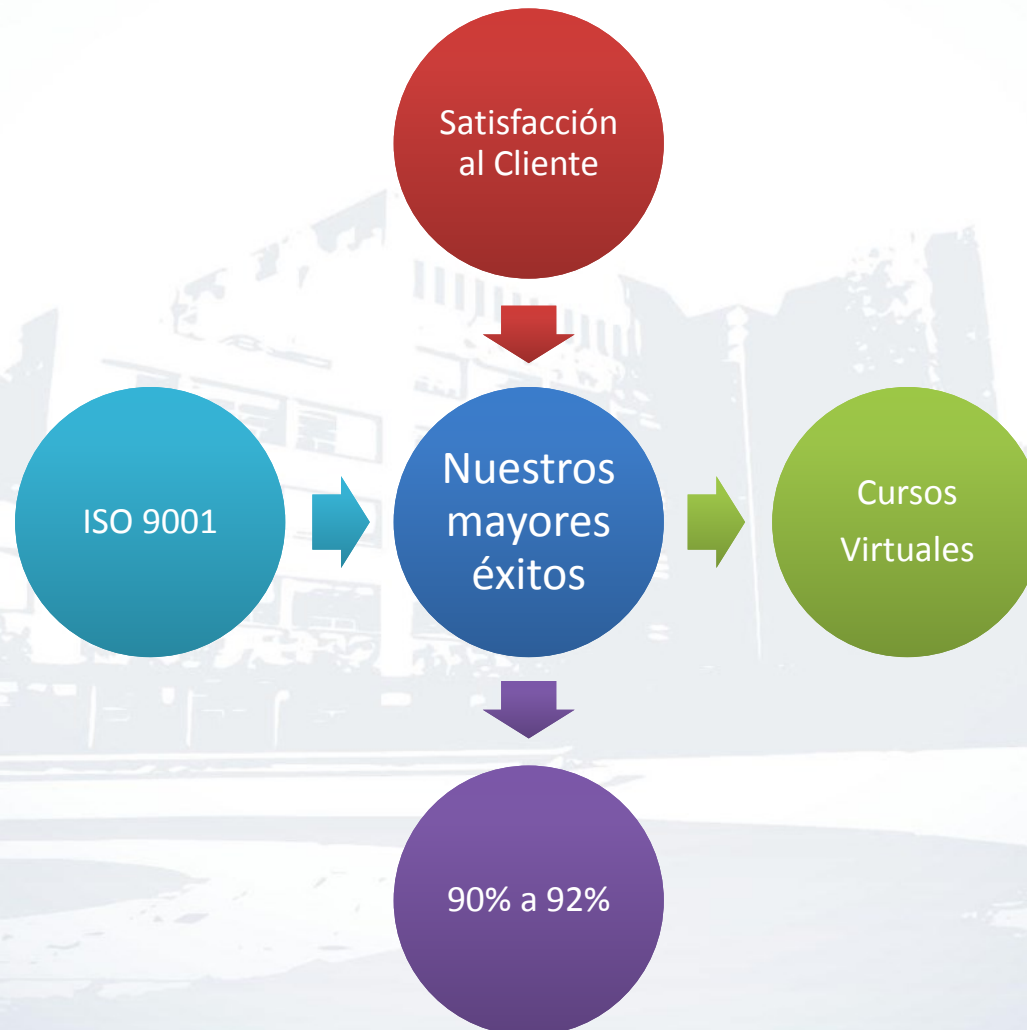 Satisfacción
al Cliente
ISO 9001
Nuestros
mayores
éxitos
Cursos
Virtuales
90% a 92%